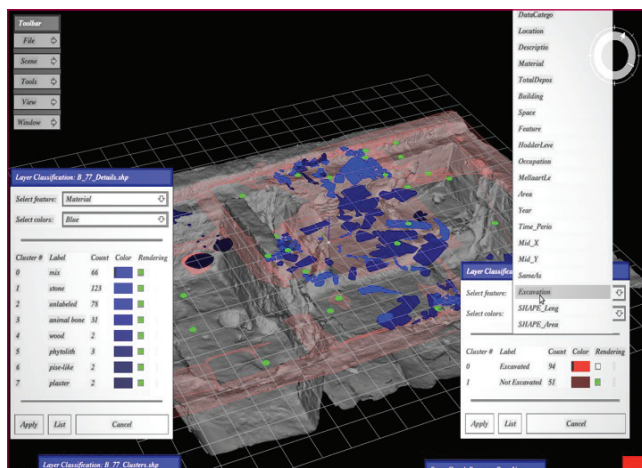 Toolbar
File
Scene
Tools
View
Window
DataCatego
Location
Descriptio
Material
TotalDepos
Building
Space
Feature
HodderLeve
Occupation
MellaartLe
Area
Year
Time_Perio
Mid_X
Mid_Y
SameAs
Excavation
SHAPE_Leng
SHAPE_Area
Layer Classification: B_77_Details.shp
Select feature: Material
Select colors: Blue
Cluster # Label Count Color Rendering
0 mix 66
1 stone 123
2 unlabeled 78
3 animal bone 31
4 wood 2
5 phytolith 3
6 pise-like 2
7 plaster 2
Apply List Cancel
Layer Classific
Select feature:
Select colors:
Cluster # Label Count Color Rendering
0 Excavated 94
1 Not Excavated 51
Apply List Cancel
Layer Classification: B_77_Clusters.shp